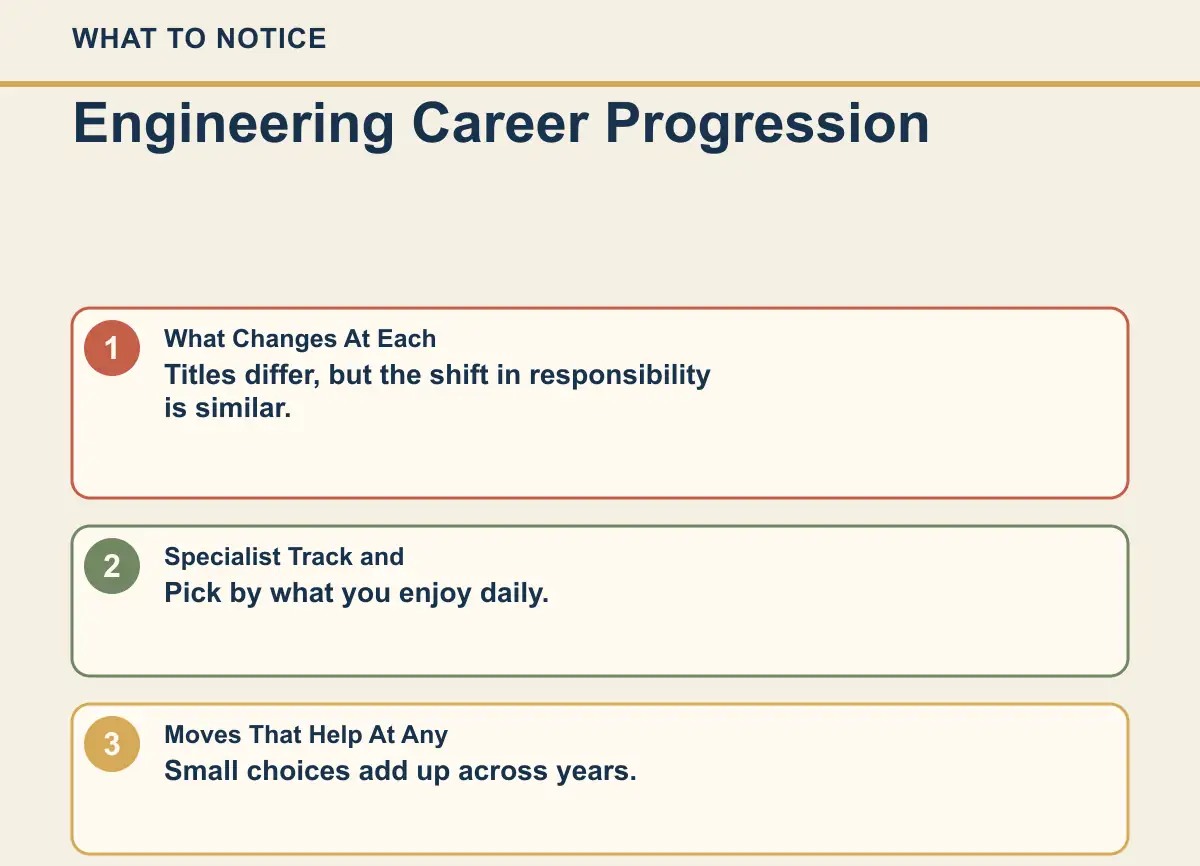 WHAT TO NOTICE
Engineering Career Progression
1
What Changes At Each
Titles differ, but the shift in responsibility
is similar.
2
Specialist Track and
Pick by what you enjoy daily.
3
Moves That Help At Any
Small choices add up across years.